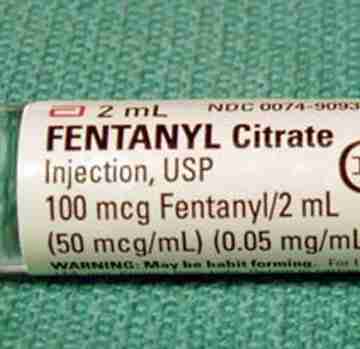 2 mL NDC 0074-9093
FENTANYL Citrate
Injection, USP
100 mcg Fentanyl/2 mL
(50 mcg/mL) (0.05 mg/mL
WARNING: May be habit forming. For